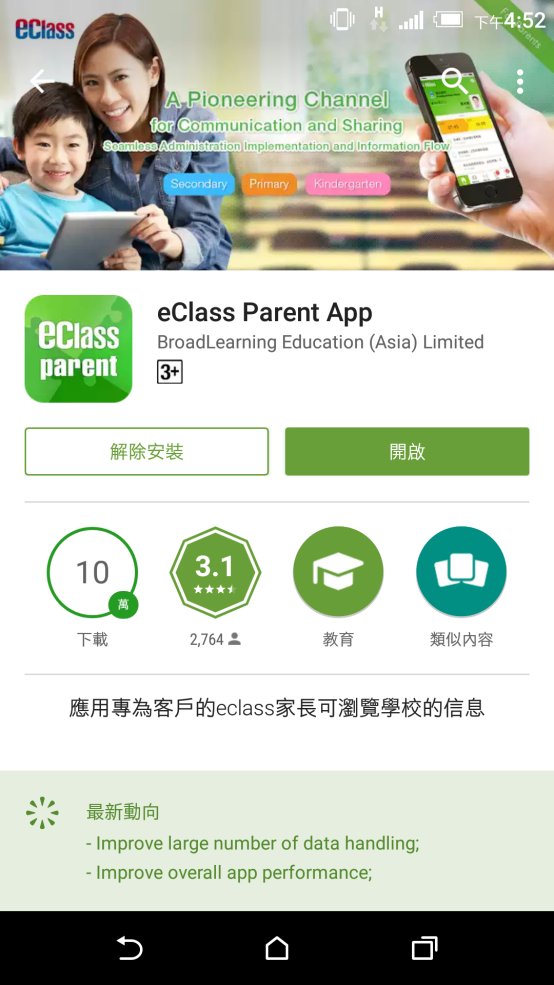 eClass
H
下午4:52
For Parents
A Pioneering Channel
for Communication and Sharing
Seamless Administration Implementation and Information Flow
Secondary
Primary
Kindergarten
eClass
parent
eClass Parent App
BroadLearning Education (Asia) Limited
3+
解除安裝
開啟
10
萬
下載
3.1
2,764
教育
類似內容
應用專為客戶的eclass家長可瀏覽學校的信息
最新動向
- Improve large number of data handling;
- Improve overall app performance;